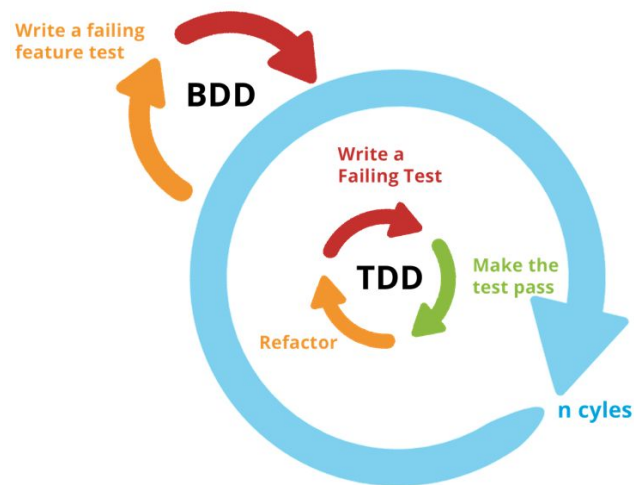 Write a failing
feature test
BDD
Write a
Failing Test
TDD
Make the
test pass
Refactor
n cyles